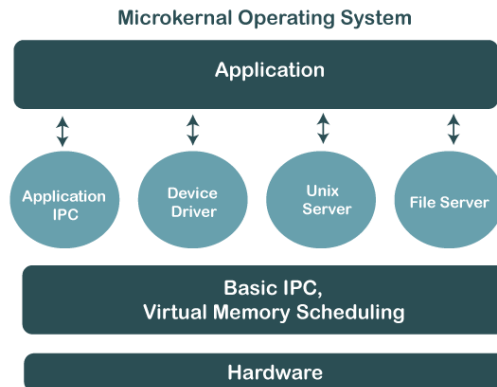 Microkernal Operating System
Application
Application
IPC
Device
Driver
Unix
Server
File Server
Basic IPC,
Virtual Memory Scheduling
Hardware